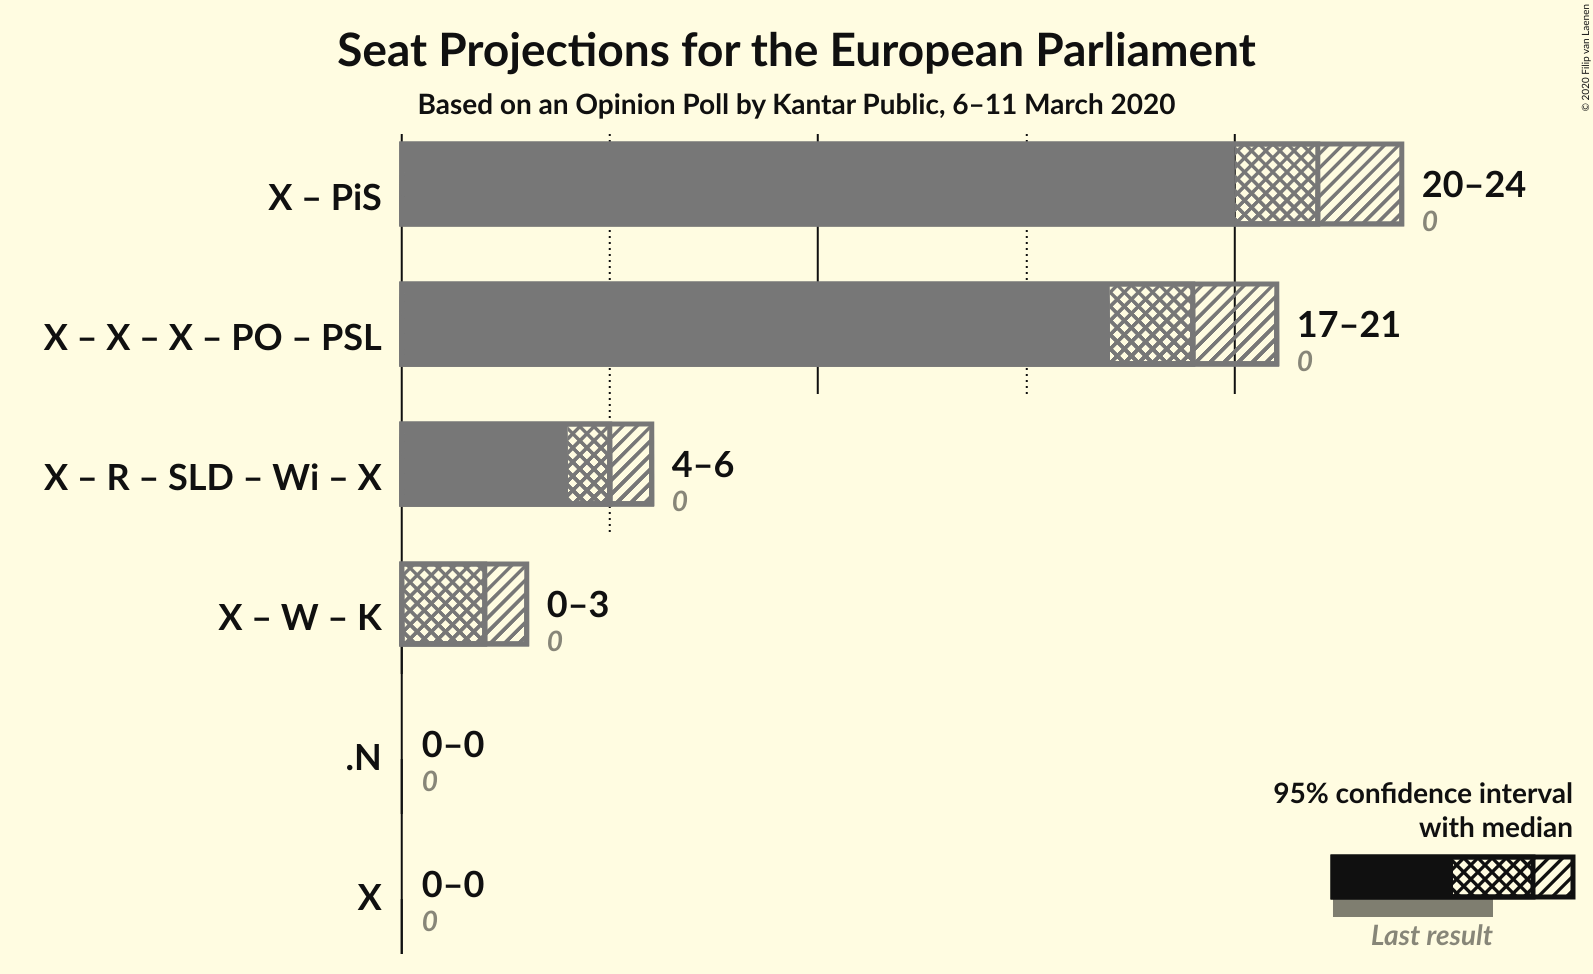 Seat Projections for the European Parliament
Based on an Opinion Poll by Kantar Public, 6–11 March 2020
© 2020 Filip van Laenen
X – PiS
20–24
0
X – X – X – PO – PSL
17–21
0
X – R – SLD – Wi – X
4–6
0
X – W – K
0–3
0
.N
0–0
0
X
0–0
0
95% confidence interval
with median
Last result